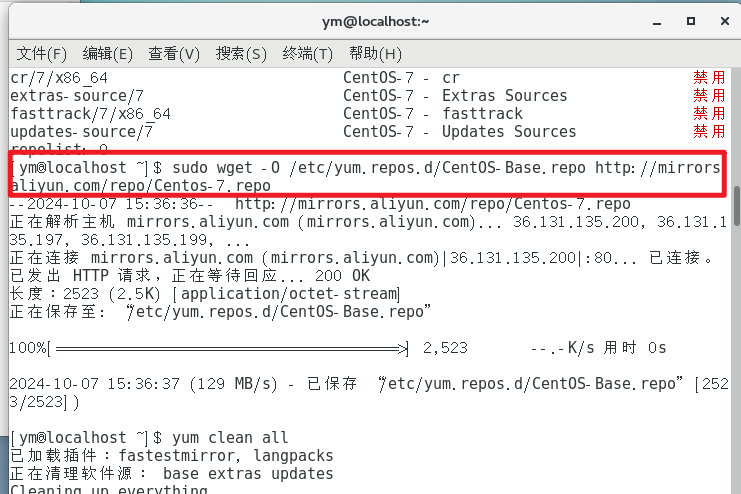 ym@localhost:~
文件(F) 编辑(E) 查看(V) 搜索(S) 终端(T) 帮助(H)
cr/7/x86_64 CentOS-7 - cr 禁用
extras-source/7 CentOS-7 - Extras Sources 禁用
fasttrack/7/x86_64 CentOS-7 - fasttrack 禁用
updates-source/7 CentOS-7 - Updates Sources 禁用
repolist: 0
[ym@localhost ~]$ sudo wget -O /etc/yum.repos.d/CentOS-Base.repo http://mirrors.
aliyun.com/repo/Centos-7.repo
--2024-10-07 15:36:36-- http://mirrors.aliyun.com/repo/Centos-7.repo
正在解析主机 mirrors.aliyun.com (mirrors.aliyun.com)... 36.131.135.200, 36.131.1
35.197, 36.131.135.199, ...
正在连接 mirrors.aliyun.com (mirrors.aliyun.com)|36.131.135.200|:80... 已连接。
已发出 HTTP 请求，正在等待回应... 200 OK
长度：2523 (2.5K) [application/octet-stream]
正在保存至: “/etc/yum.repos.d/CentOS-Base.repo”
100%[======================================>] 2,523 --.-K/s 用时 0s
2024-10-07 15:36:37 (129 MB/s) - 已保存 “/etc/yum.repos.d/CentOS-Base.repo” [252
3/2523])
[ym@localhost ~]$ yum clean all
已加载插件：fastestmirror, langpacks
正在清理软件源： base extras updates
Cleaning up everything